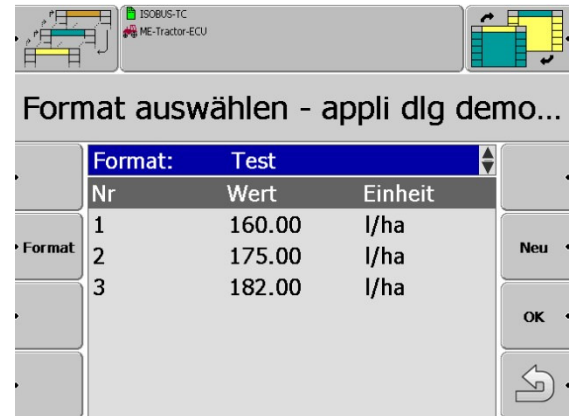 ISOBUS-TC
ME-Tractor-ECU
Format auswählen - appli dlg demo...
Format: Test
Nr Wert Einheit
1 160.00 l/ha
Format
2 175.00 l/ha
Neu
3 182.00 l/ha
OK